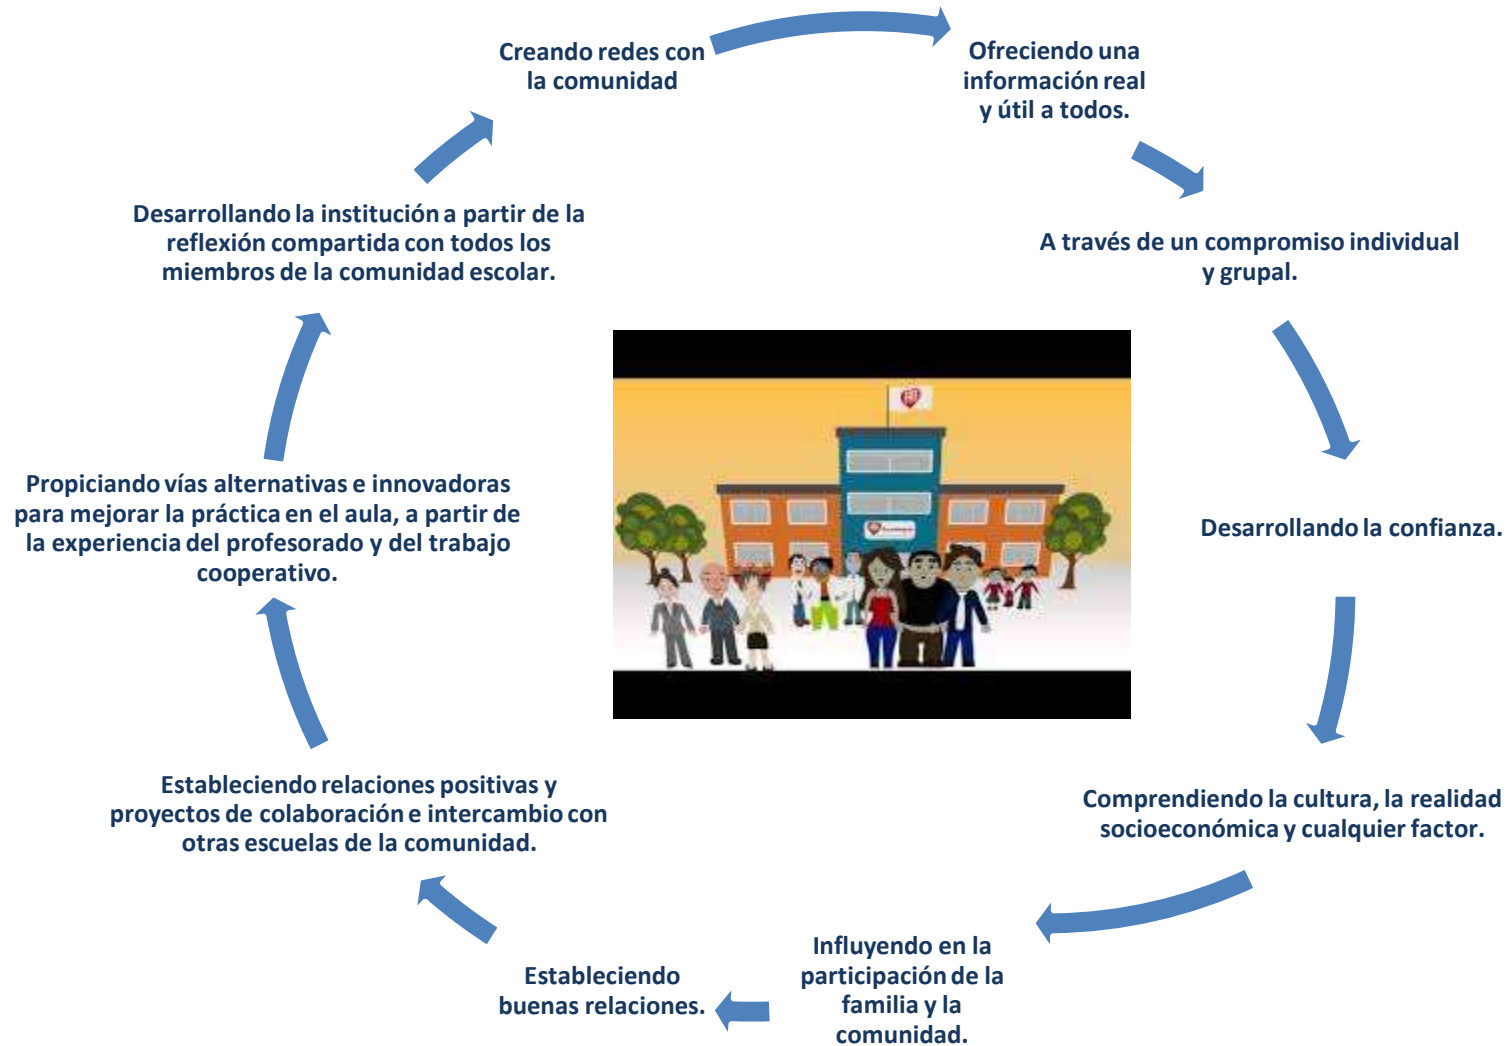 Creando redes con
la comunidad
Ofreciendo una
información real
y útil a todos.
A través de un compromiso individual
y grupal.
Desarrollando la confianza.
Comprendiendo la cultura, la realidad
socioeconómica y cualquier factor.
Influyendo en la
participación de la
familia y la
comunidad.
Estableciendo
buenas relaciones.
Estableciendo relaciones positivas y
proyectos de colaboración e intercambio con
otras escuelas de la comunidad.
Propiciando vías alternativas e innovadoras
para mejorar la práctica en el aula, a partir de
la experiencia del profesorado y del trabajo
cooperativo.
Desarrollando la institución a partir de la
reflexión compartida con todos los
miembros de la comunidad escolar.